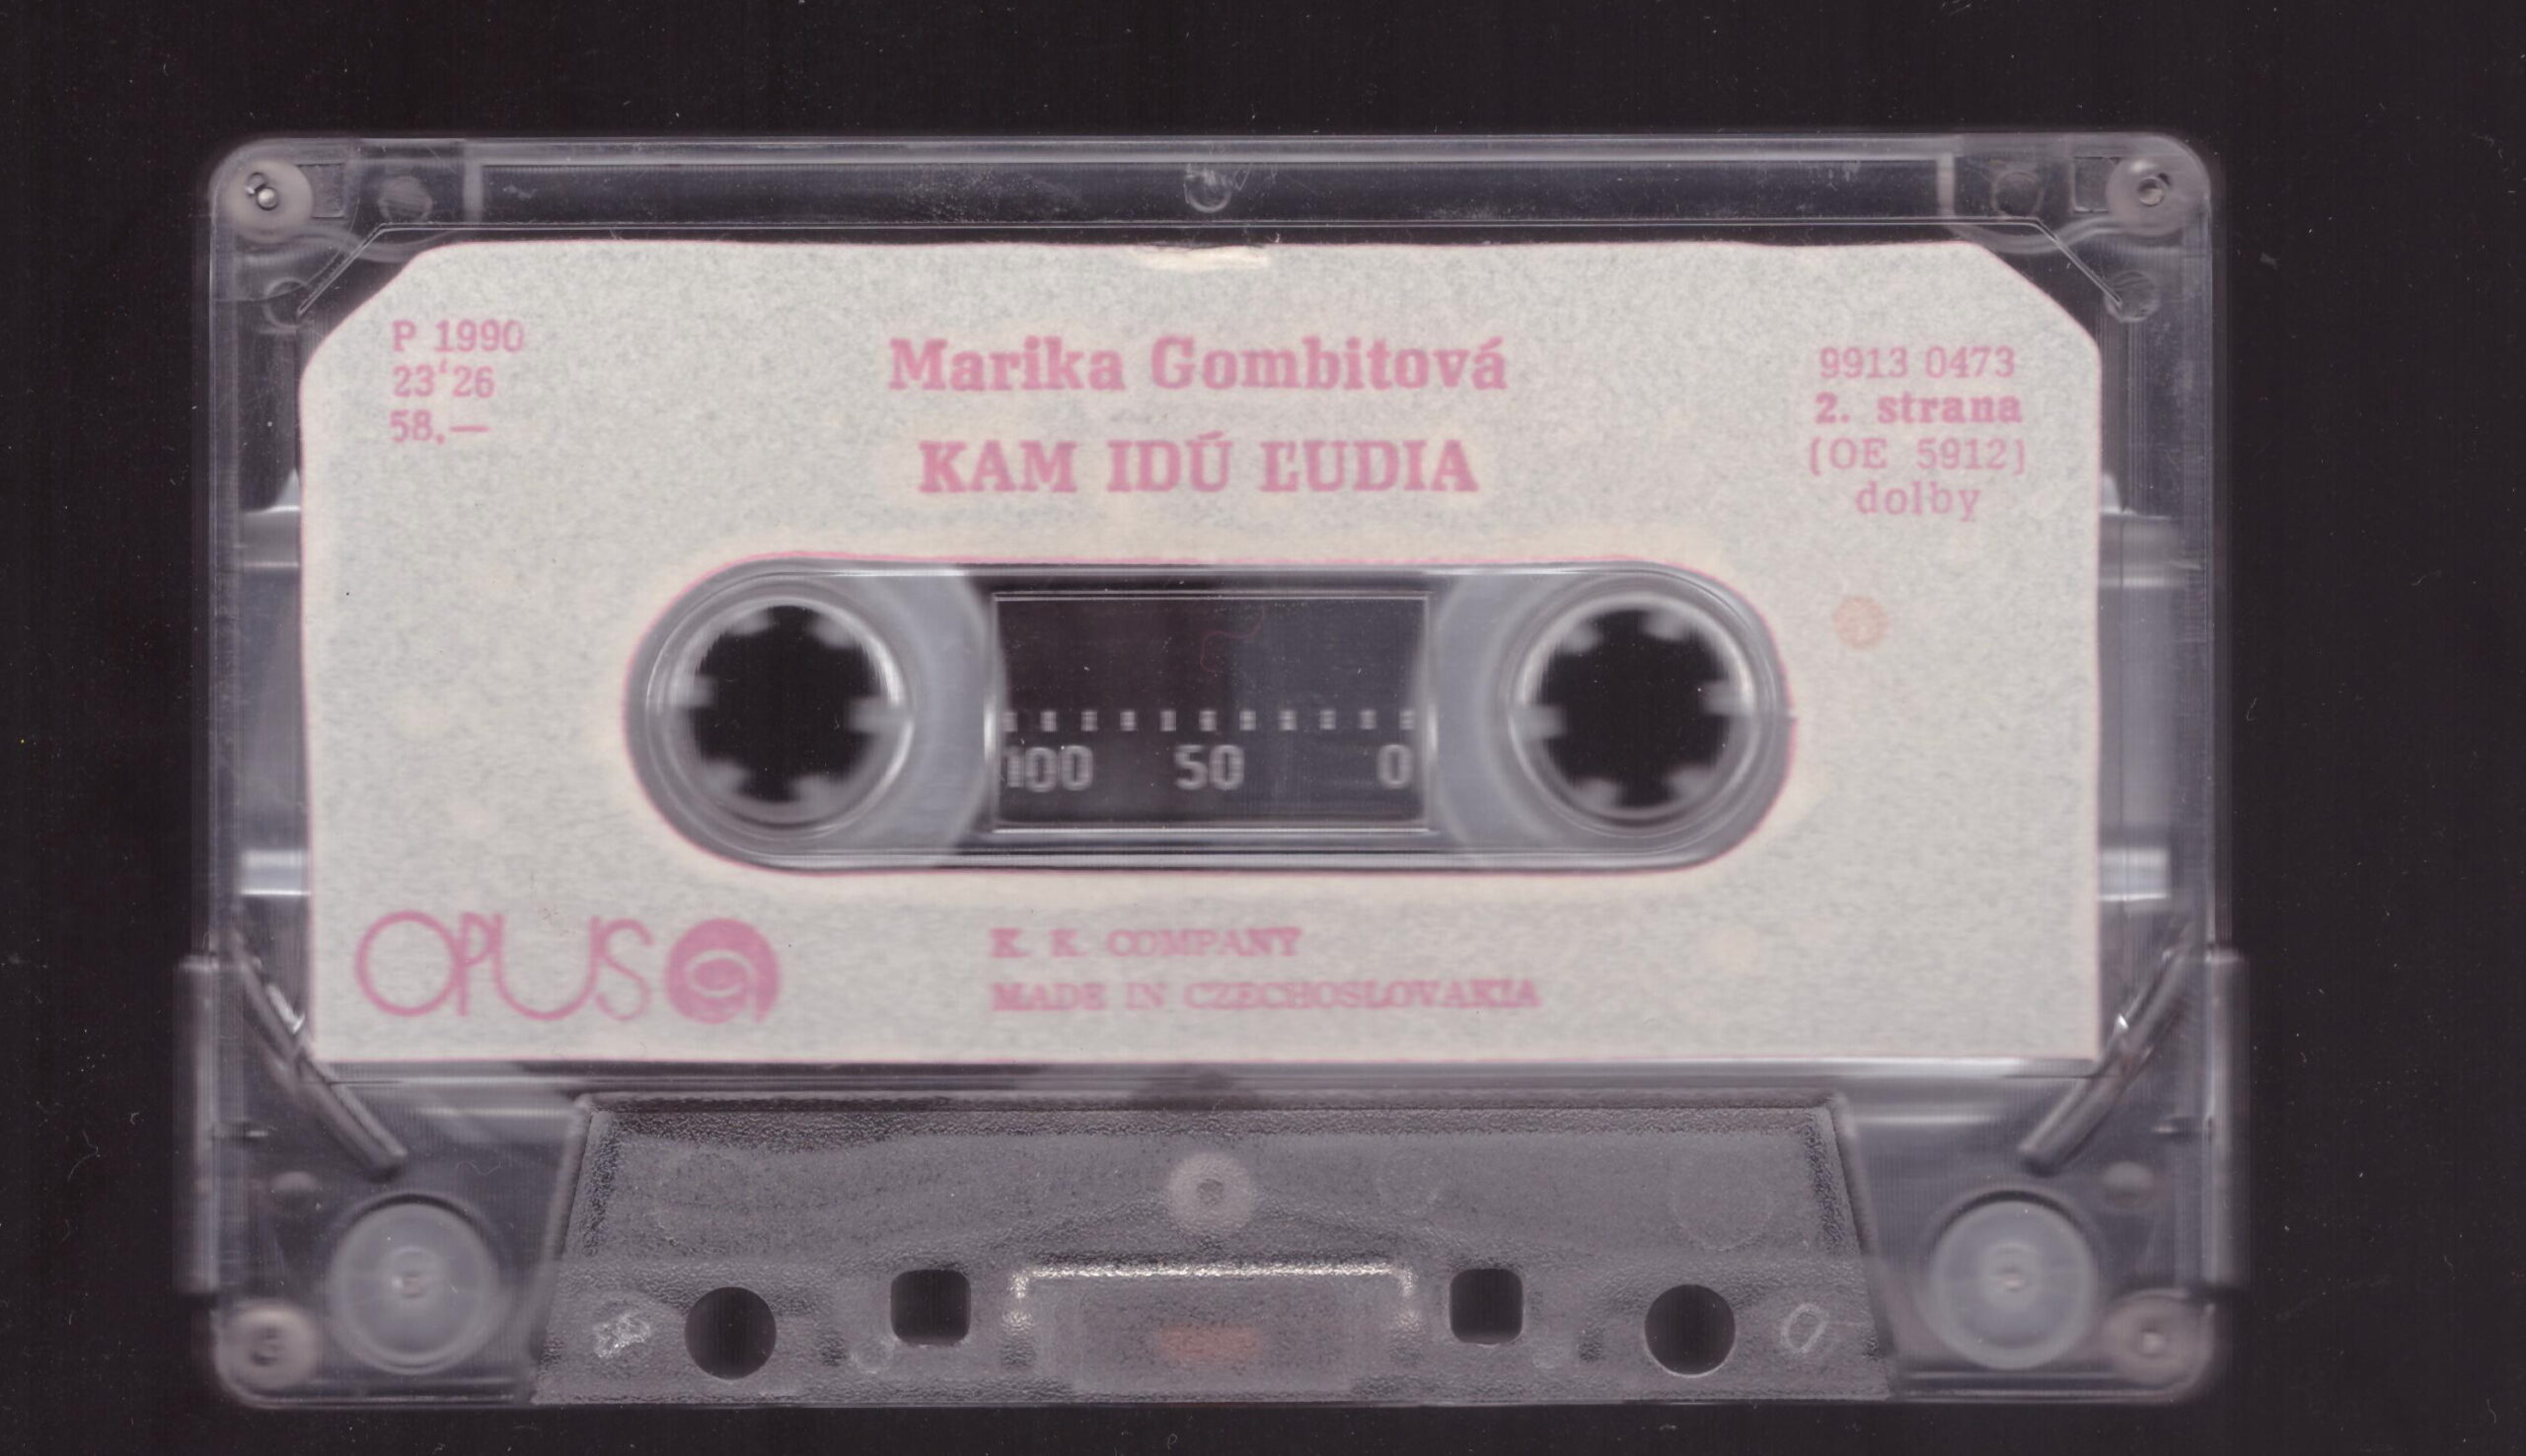 P 1990
23'26
58,—
Marika Gombitová
KAM IDÚ ĽUDIA
9913 0473
2. strana
(OE 5912)
dolby
100 50 0
OPUS
K. K. COMPANY
MADE IN CZECHOSLOVAKIA